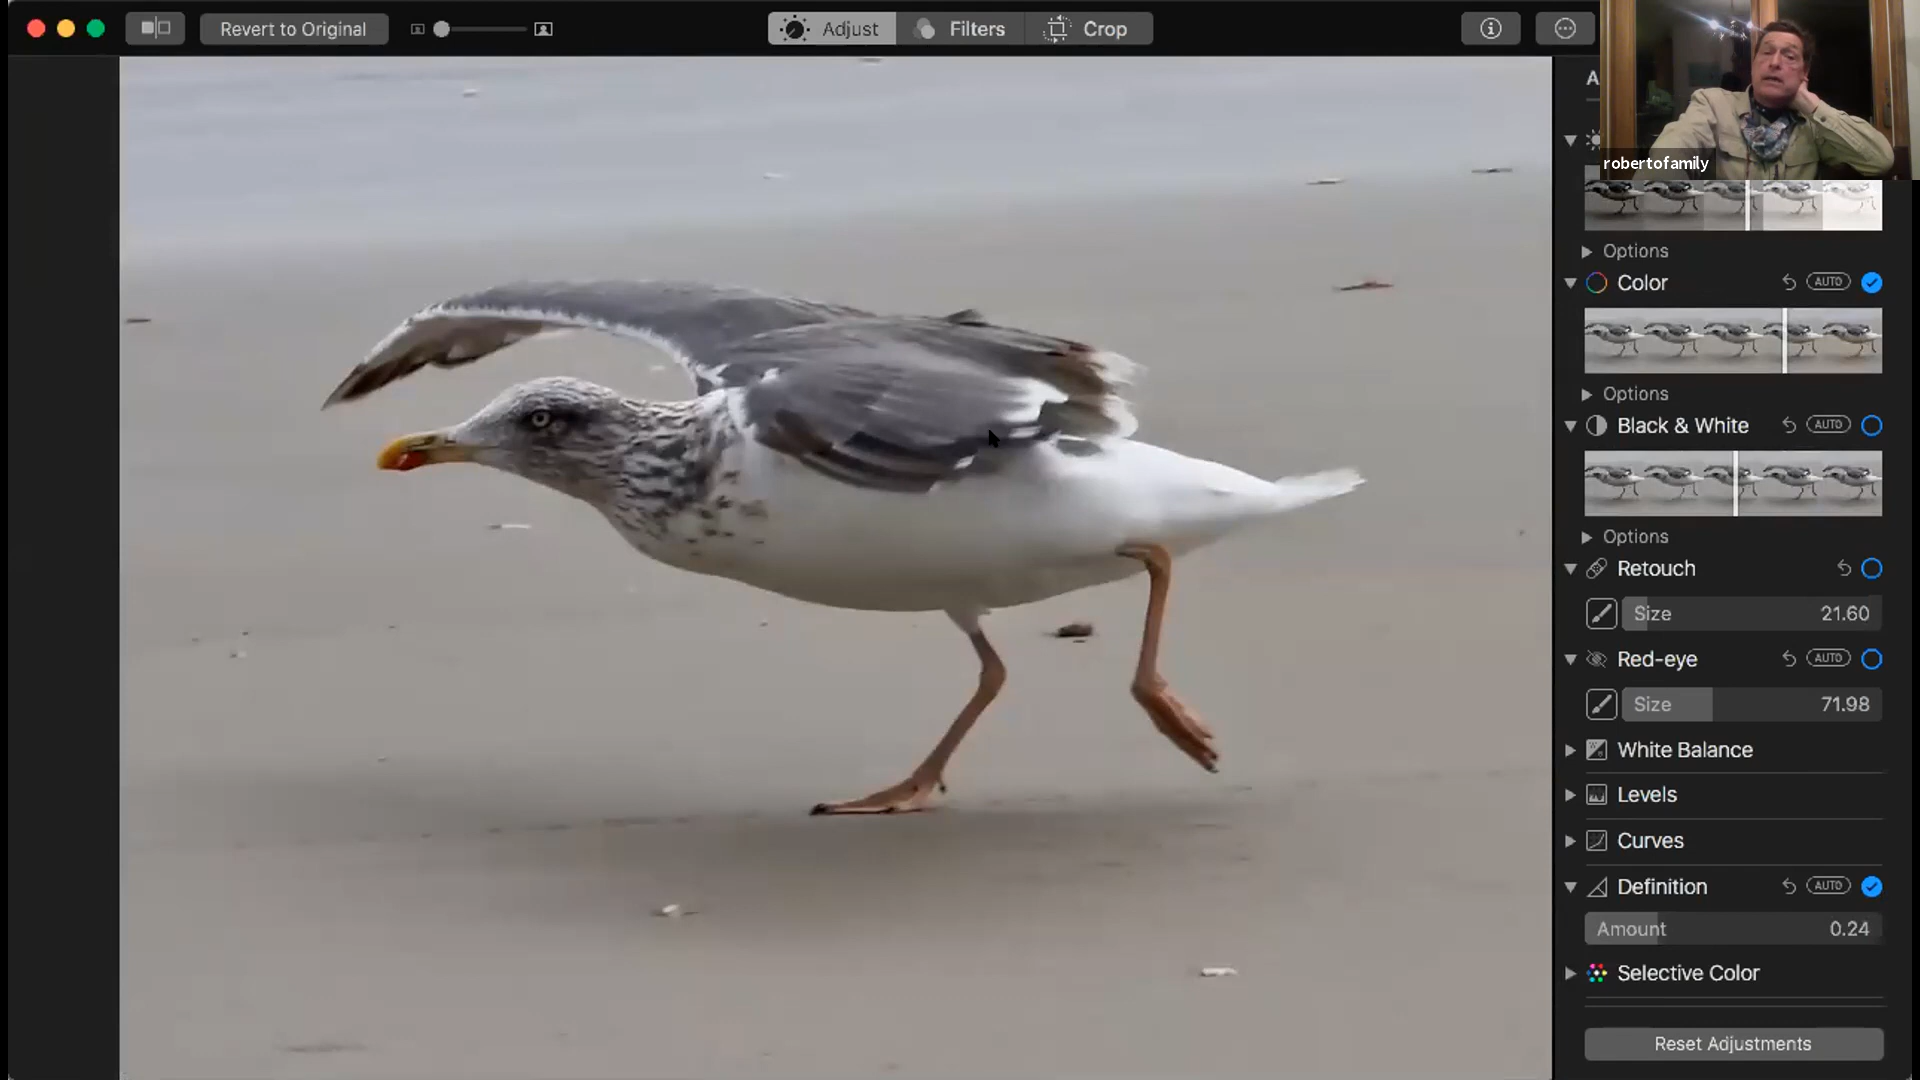 Revert to Original
Adjust
Filters
Crop
robertofamily
Options
Color
AUTO
Options
Black & White
AUTO
Options
Retouch
Size
21.60
Red-eye
AUTO
Size
71.98
White Balance
Levels
Curves
Definition
AUTO
Amount
0.24
Selective Color
Reset Adjustments